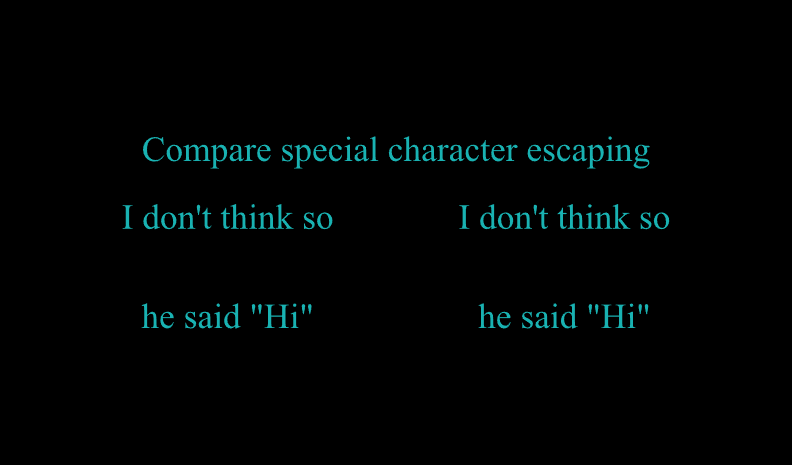 Compare special character escaping
I don't think so I don't think so
he said "Hi" he said "Hi"